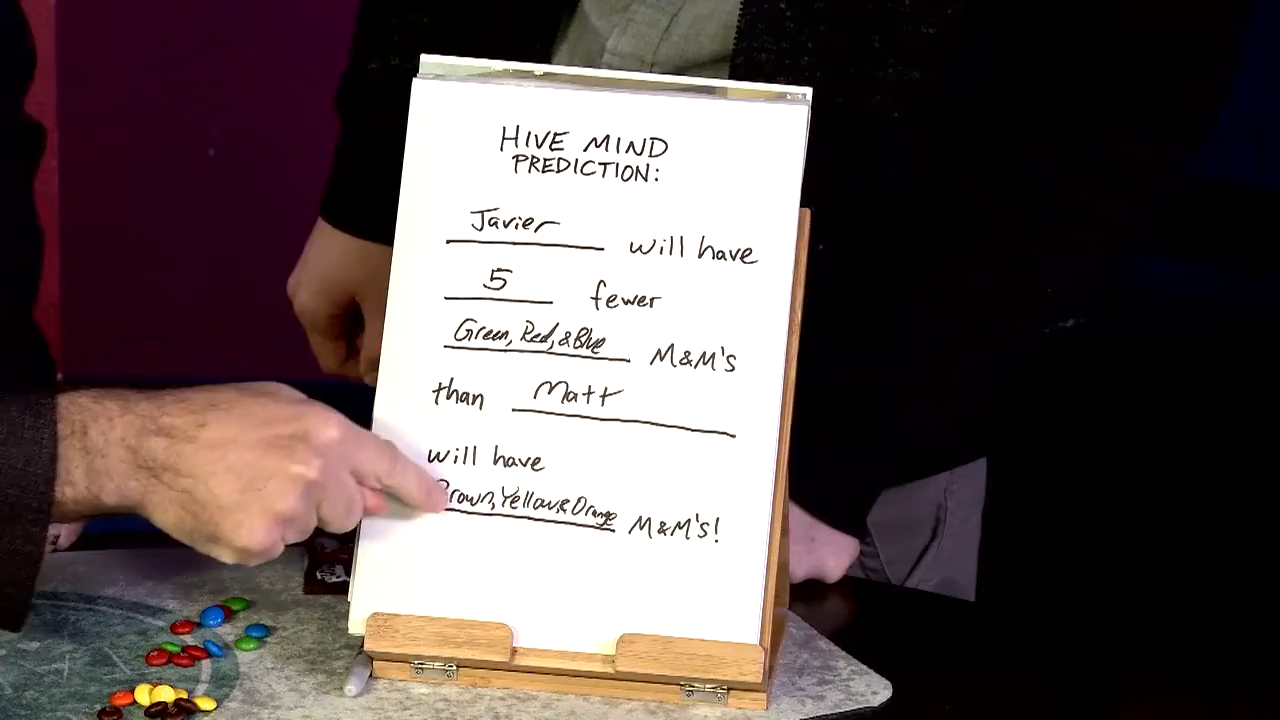 HIVE MIND
PREDICTION:
Javier will have
5 fewer
Green, Red, & Blue M&M's
than Matt
will have
Brown, Yellow, & Orange M&M's!